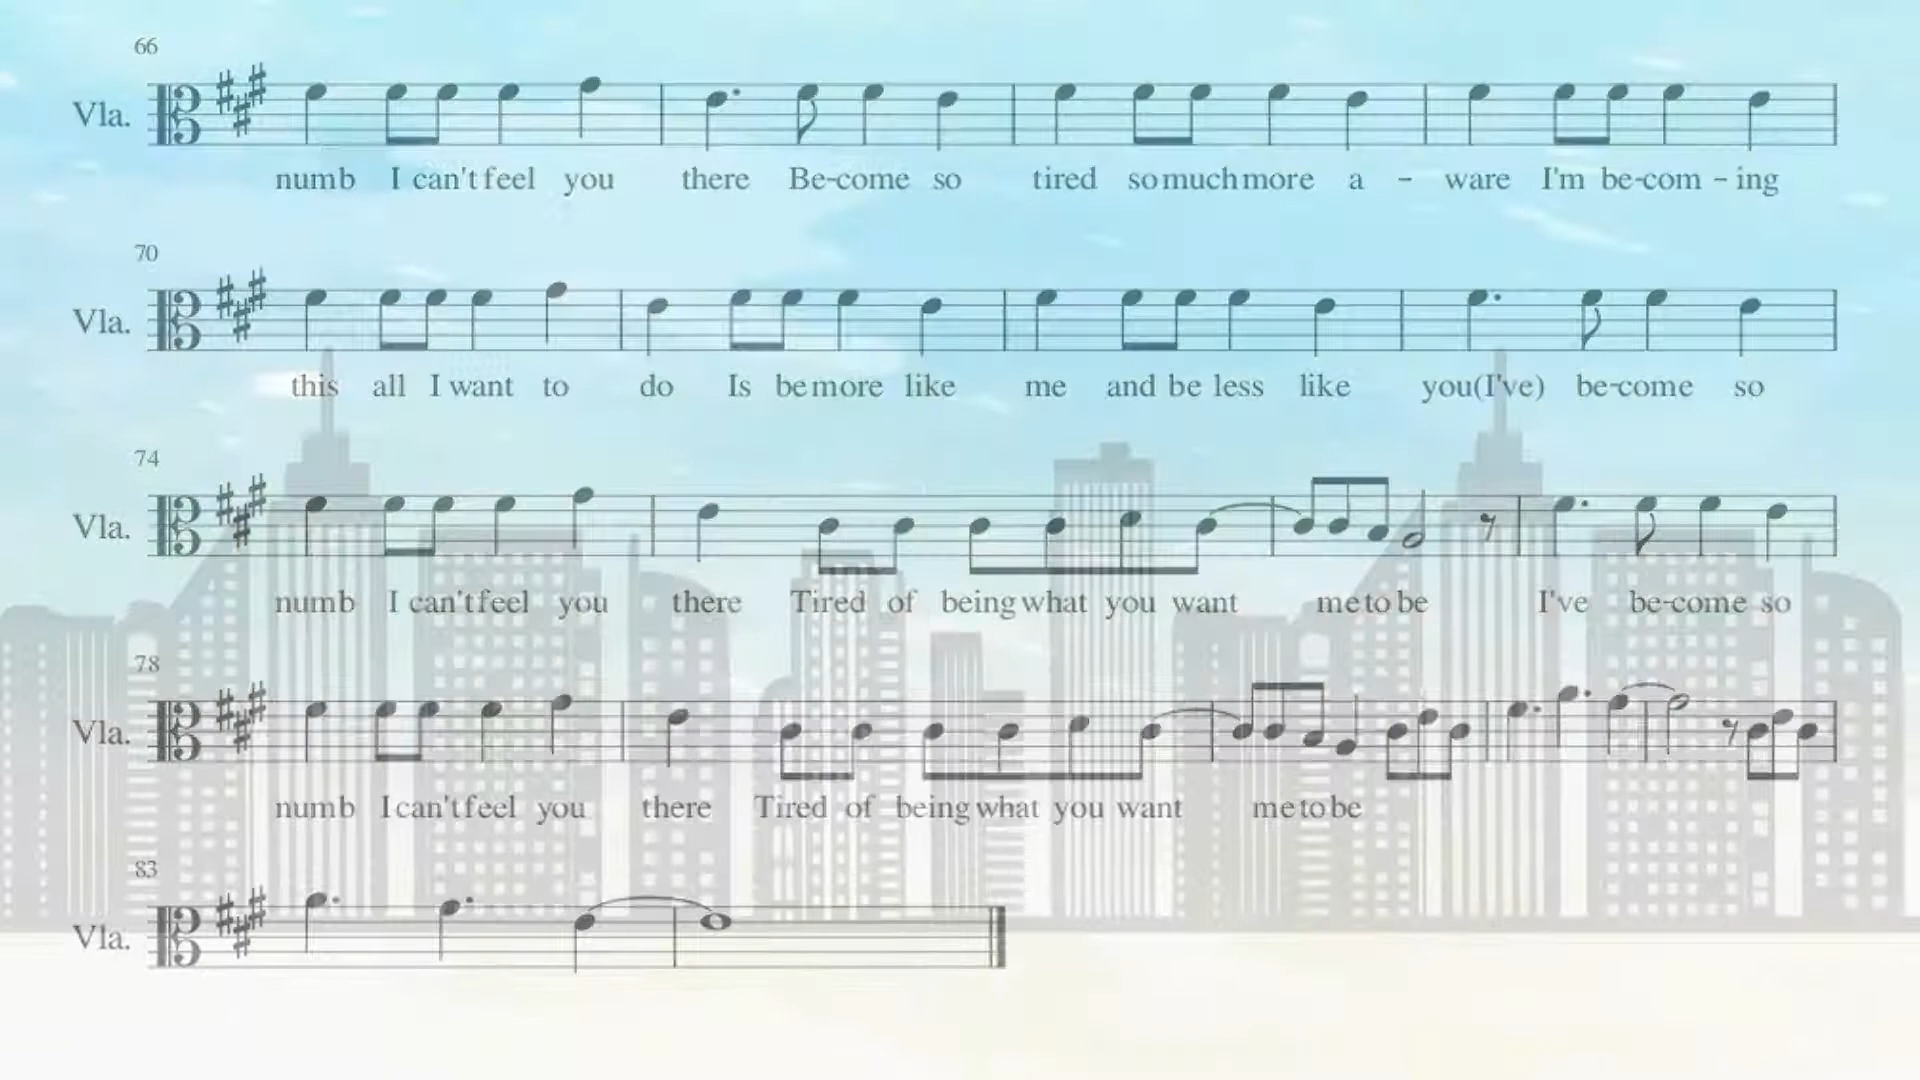 66
Vla.
numb I can't feel you there Be-come so tired so much more a - ware I'm be-com - ing
70
Vla.
this all I want to do Is be more like me and be less like you(I've) be-come so
74
Vla.
numb I can't feel you there Tired of being what you want me to be I've be-come so
78
Vla.
numb I can't feel you there Tired of being what you want me to be
83
Vla.